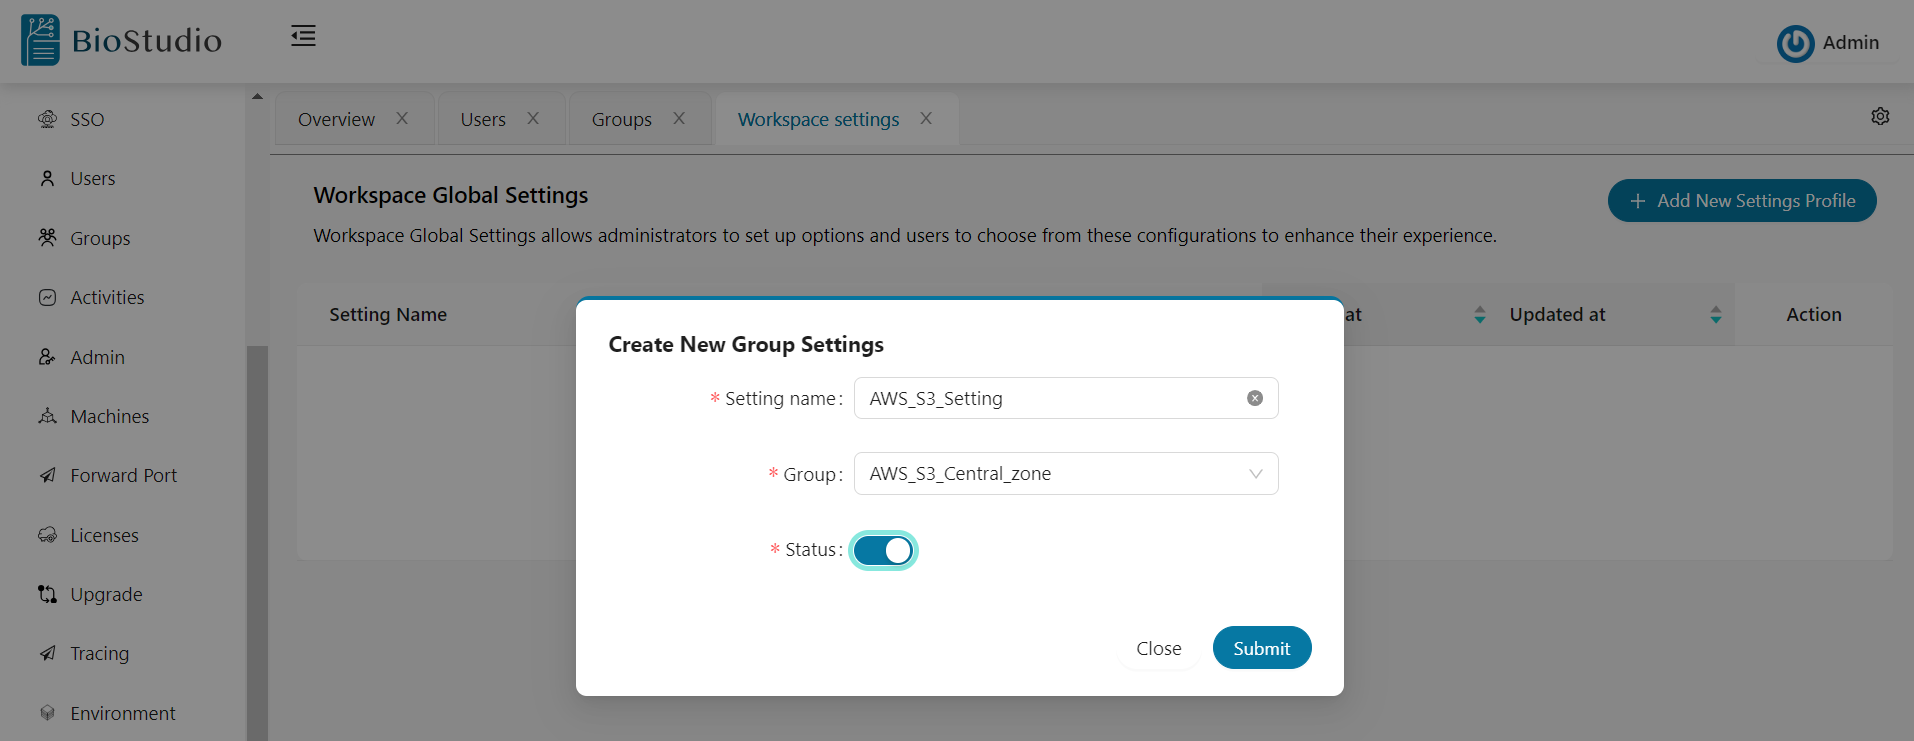 BioStudio
Admin
SSO
Users
Groups
Activities
Admin
Machines
Forward Port
Licenses
Upgrade
Tracing
Environment
Overview X Users X Groups X Workspace settings X
Workspace Global Settings
+ Add New Settings Profile
Workspace Global Settings allows administrators to set up options and users to choose from these configurations to enhance their experience.
Setting Name at Updated at Action
Create New Group Settings
* Setting name: AWS_S3_Setting
* Group: AWS_S3_Central_zone
* Status:
Close Submit